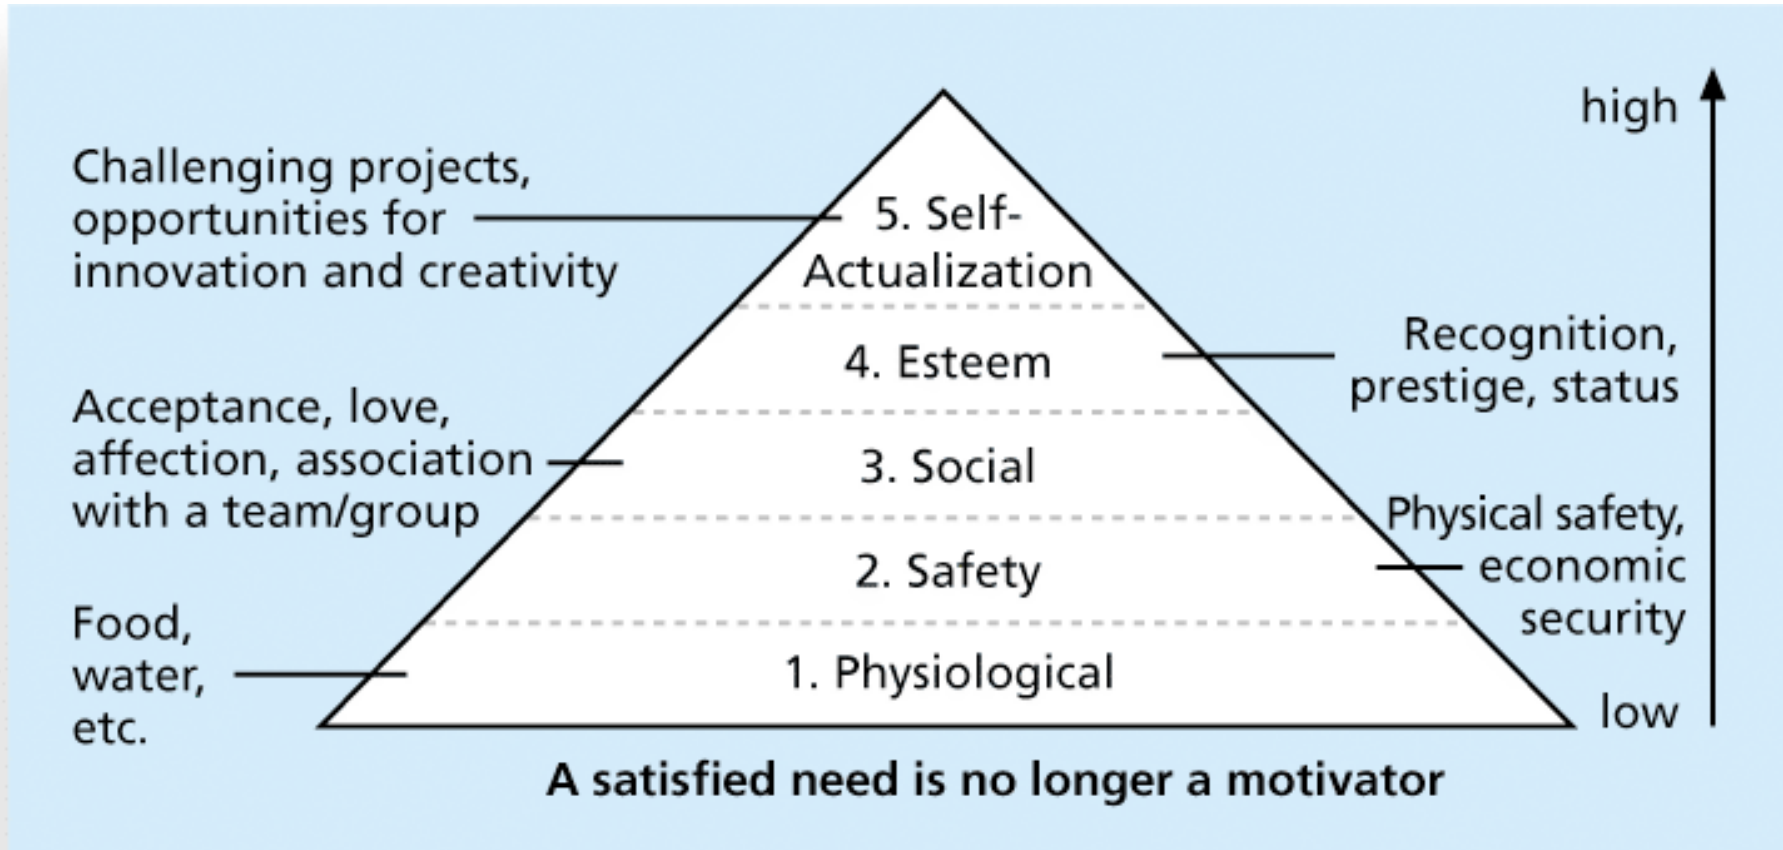 high
Challenging projects,
opportunities for
innovation and creativity
5. Self-
Actualization
Recognition,
prestige, status
4. Esteem
Acceptance, love,
affection, association
with a team/group
3. Social
Physical safety,
economic
security
2. Safety
Food,
water,
etc.
1. Physiological
low
A satisfied need is no longer a motivator